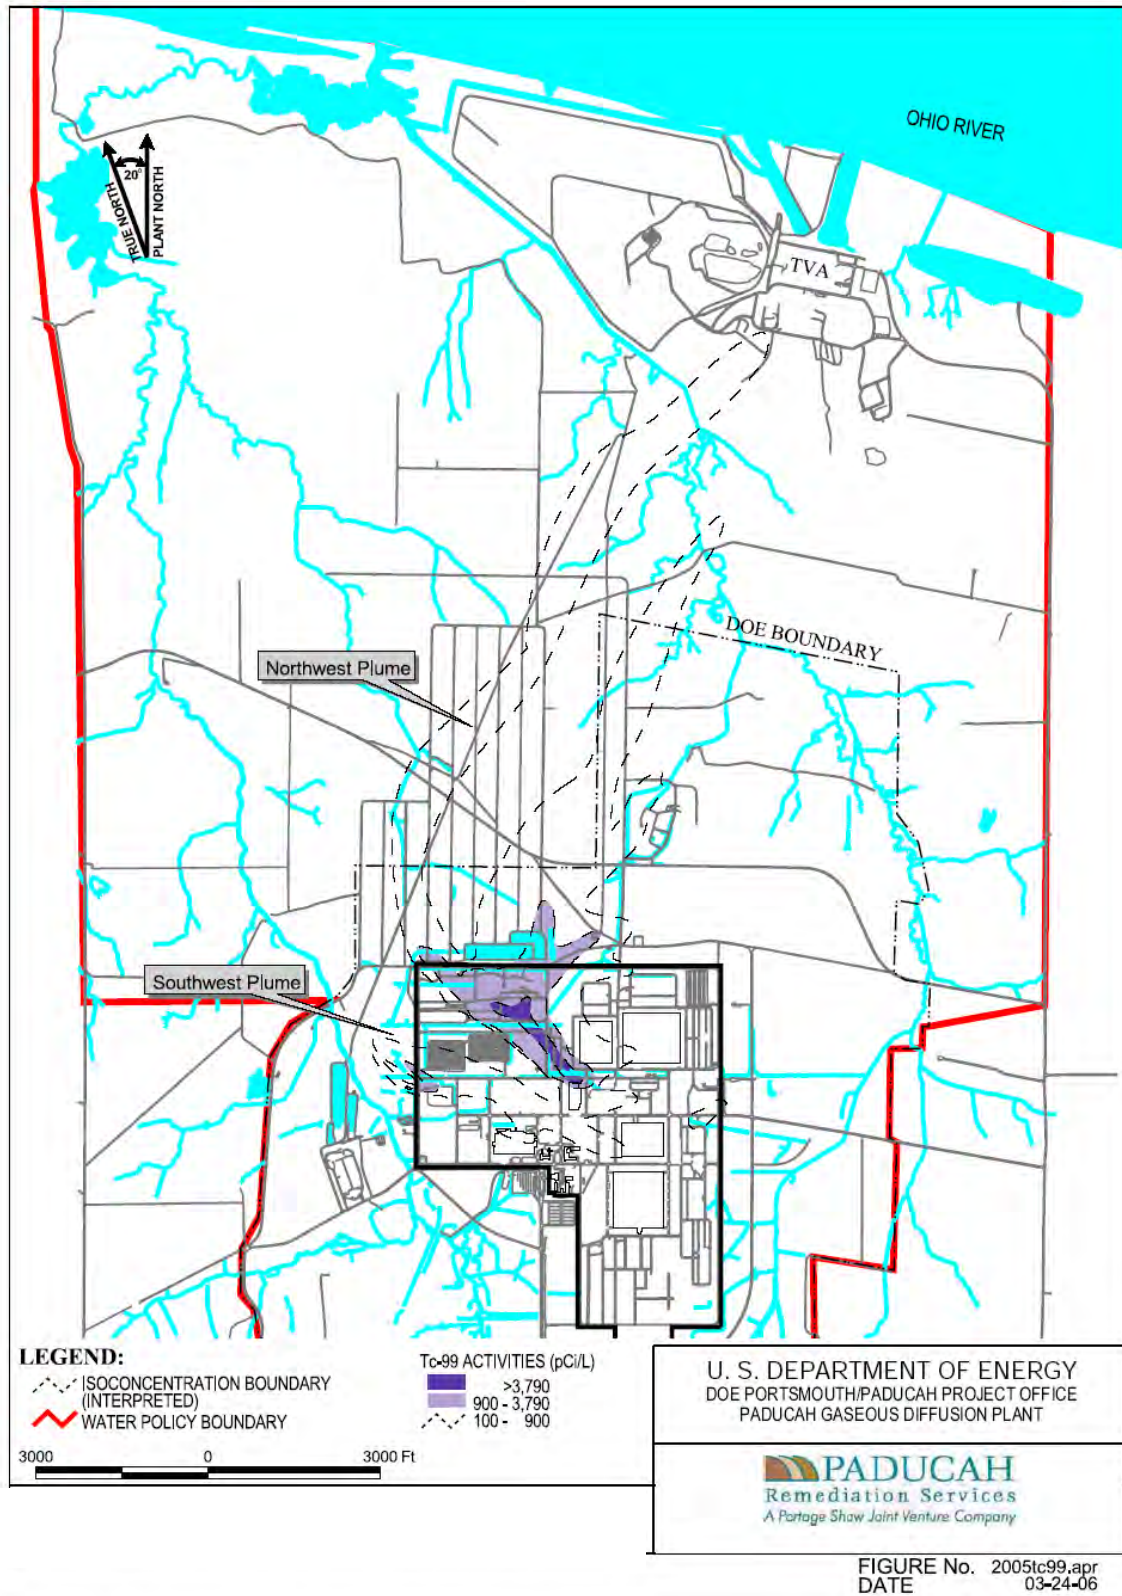 OHIO RIVER
20°
TRUE NORTH
PLANT NORTH
TVA
DOE BOUNDARY
Northwest Plume
Southwest Plume
LEGEND:
ISOCONCENTRATION BOUNDARY
(INTERPRETED)
WATER POLICY BOUNDARY
3000 0 3000 Ft
Tc-99 ACTIVITIES (pCi/L)
>3,790
900 - 3,790
100 - 900
U. S. DEPARTMENT OF ENERGY
DOE PORTSMOUTH/PADUCAH PROJECT OFFICE
PADUCAH GASEOUS DIFFUSION PLANT
PADUCAH
Remediation Services
A Portage Shaw Joint Venture Company
FIGURE No. 2005tc99.apr
DATE 03-24-06